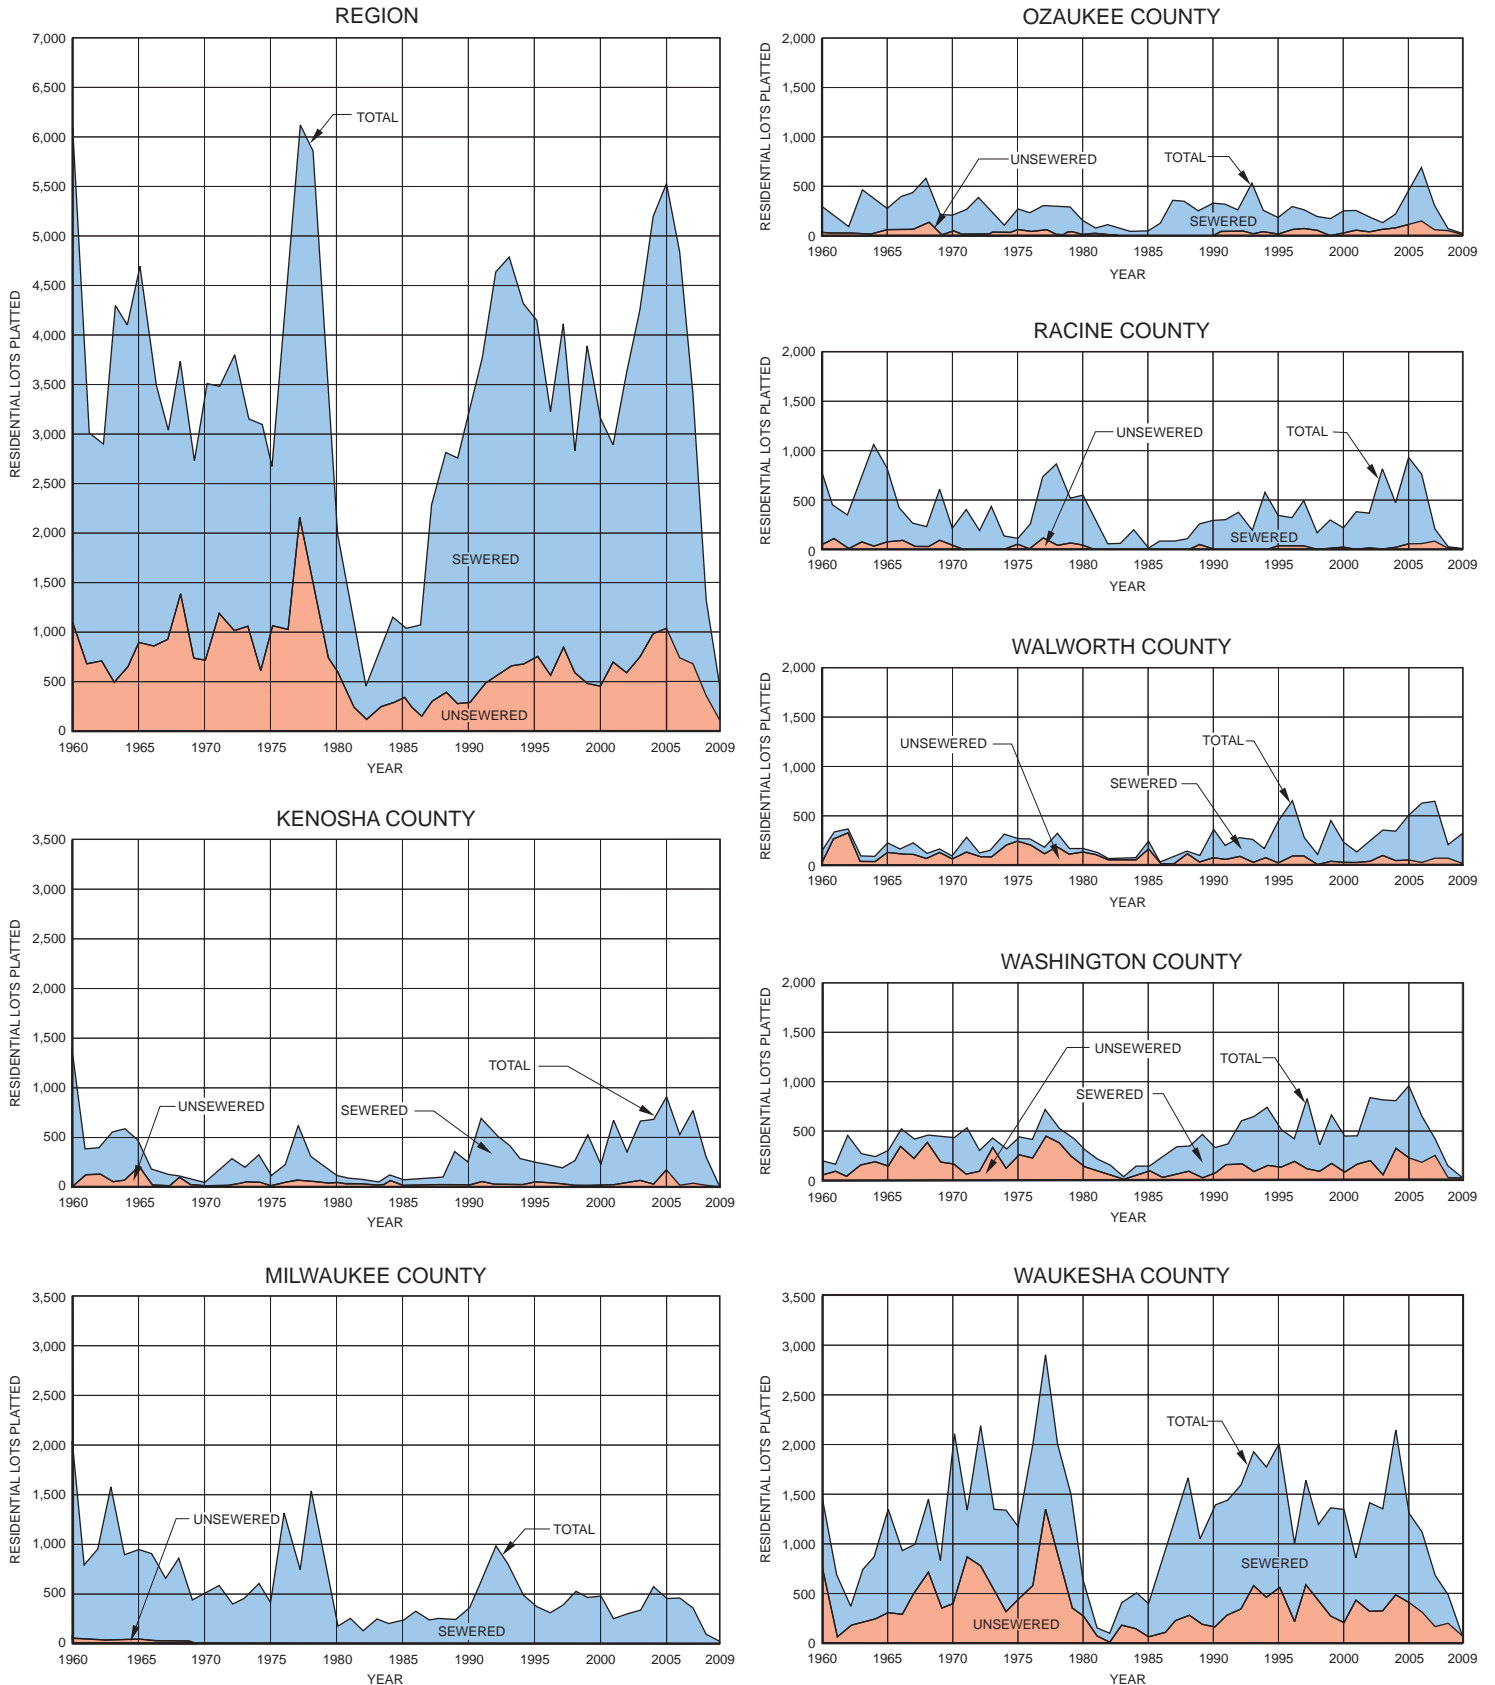 REGION
RESIDENTIAL LOTS PLATTED
7,000
6,500
6,000
5,500
5,000
4,500
4,000
3,500
3,000
2,500
2,000
1,500
1,000
500
0
TOTAL
SEWERED
UNSEWERED
1960 1965 1970 1975 1980 1985 1990 1995 2000 2005 2009
YEAR
KENOSHA COUNTY
RESIDENTIAL LOTS PLATTED
3,500
3,000
2,500
2,000
1,500
1,000
500
0
TOTAL
UNSEWERED
SEWERED
1960 1965 1970 1975 1980 1985 1990 1995 2000 2005 2009
YEAR
MILWAUKEE COUNTY
RESIDENTIAL LOTS PLATTED
3,500
3,000
2,500
2,000
1,500
1,000
500
0
UNSEWERED
TOTAL
SEWERED
1960 1965 1970 1975 1980 1985 1990 1995 2000 2005 2009
YEAR
OZAUKEE COUNTY
RESIDENTIAL LOTS PLATTED
2,000
1,500
1,000
500
0
UNSEWERED
TOTAL
SEWERED
1960 1965 1970 1975 1980 1985 1990 1995 2000 2005 2009
YEAR
RACINE COUNTY
RESIDENTIAL LOTS PLATTED
2,000
1,500
1,000
500
0
UNSEWERED
TOTAL
SEWERED
1960 1965 1970 1975 1980 1985 1990 1995 2000 2005 2009
YEAR
WALWORTH COUNTY
RESIDENTIAL LOTS PLATTED
2,000
1,500
1,000
500
0
UNSEWERED
TOTAL
SEWERED
1960 1965 1970 1975 1980 1985 1990 1995 2000 2005 2009
YEAR
WASHINGTON COUNTY
RESIDENTIAL LOTS PLATTED
2,000
1,500
1,000
500
0
UNSEWERED
TOTAL
SEWERED
1960 1965 1970 1975 1980 1985 1990 1995 2000 2005 2009
YEAR
WAUKESHA COUNTY
RESIDENTIAL LOTS PLATTED
3,500
3,000
2,500
2,000
1,500
1,000
500
0
TOTAL
SEWERED
UNSEWERED
1960 1965 1970 1975 1980 1985 1990 1995 2000 2005 2009
YEAR